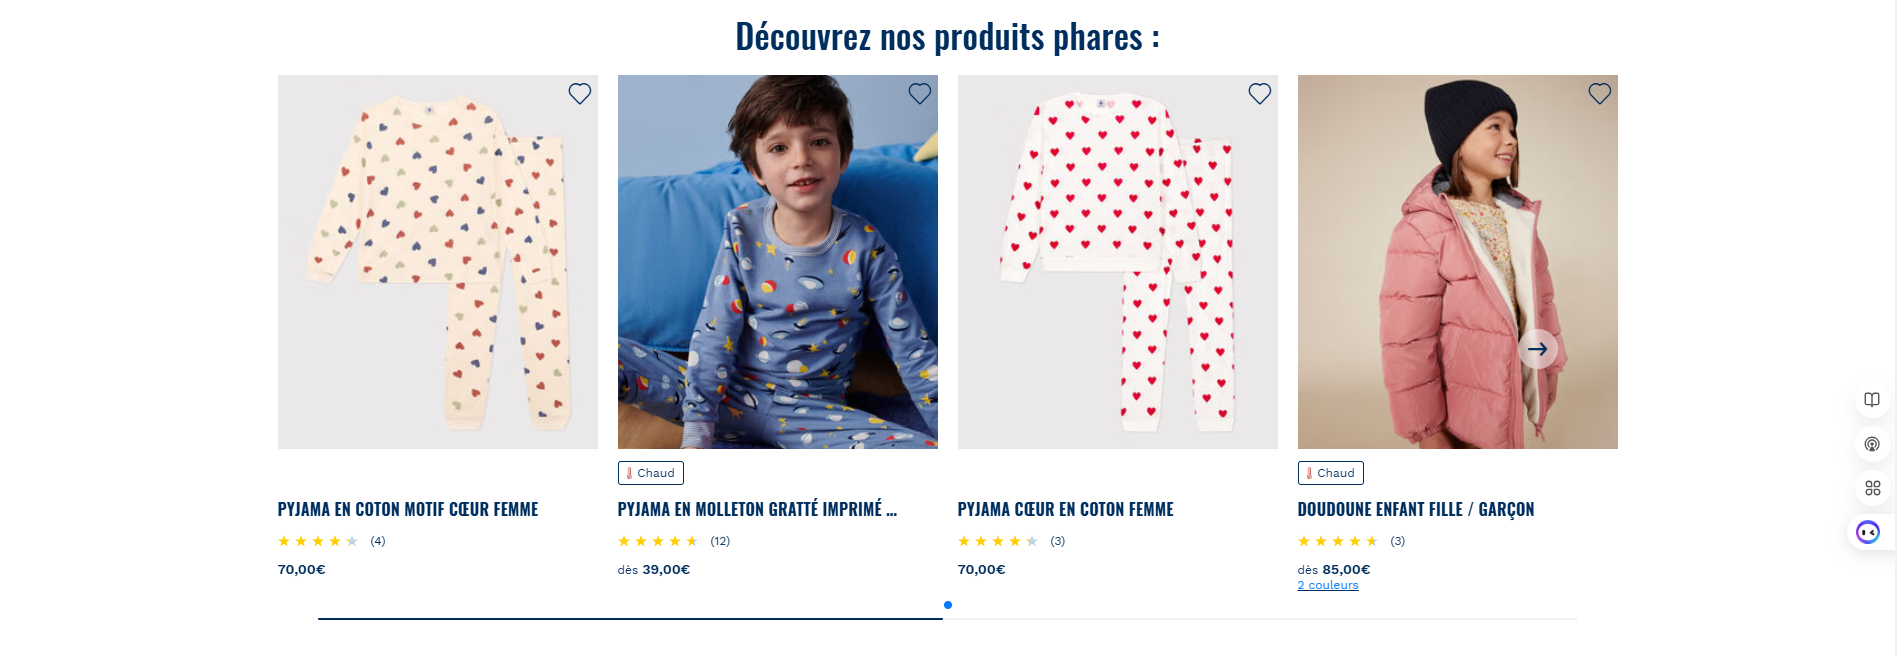 Découvrez nos produits phares :
Chaud
Chaud
PYJAMA EN COTON MOTIF CŒUR FEMME
PYJAMA EN MOLLETON GRATTÉ IMPRIMÉ ...
PYJAMA CŒUR EN COTON FEMME
DOUDOUNE ENFANT FILLE / GARÇON
(4)
(12)
(3)
(3)
70,00€
dès 39,00€
70,00€
dès 85,00€
2 couleurs